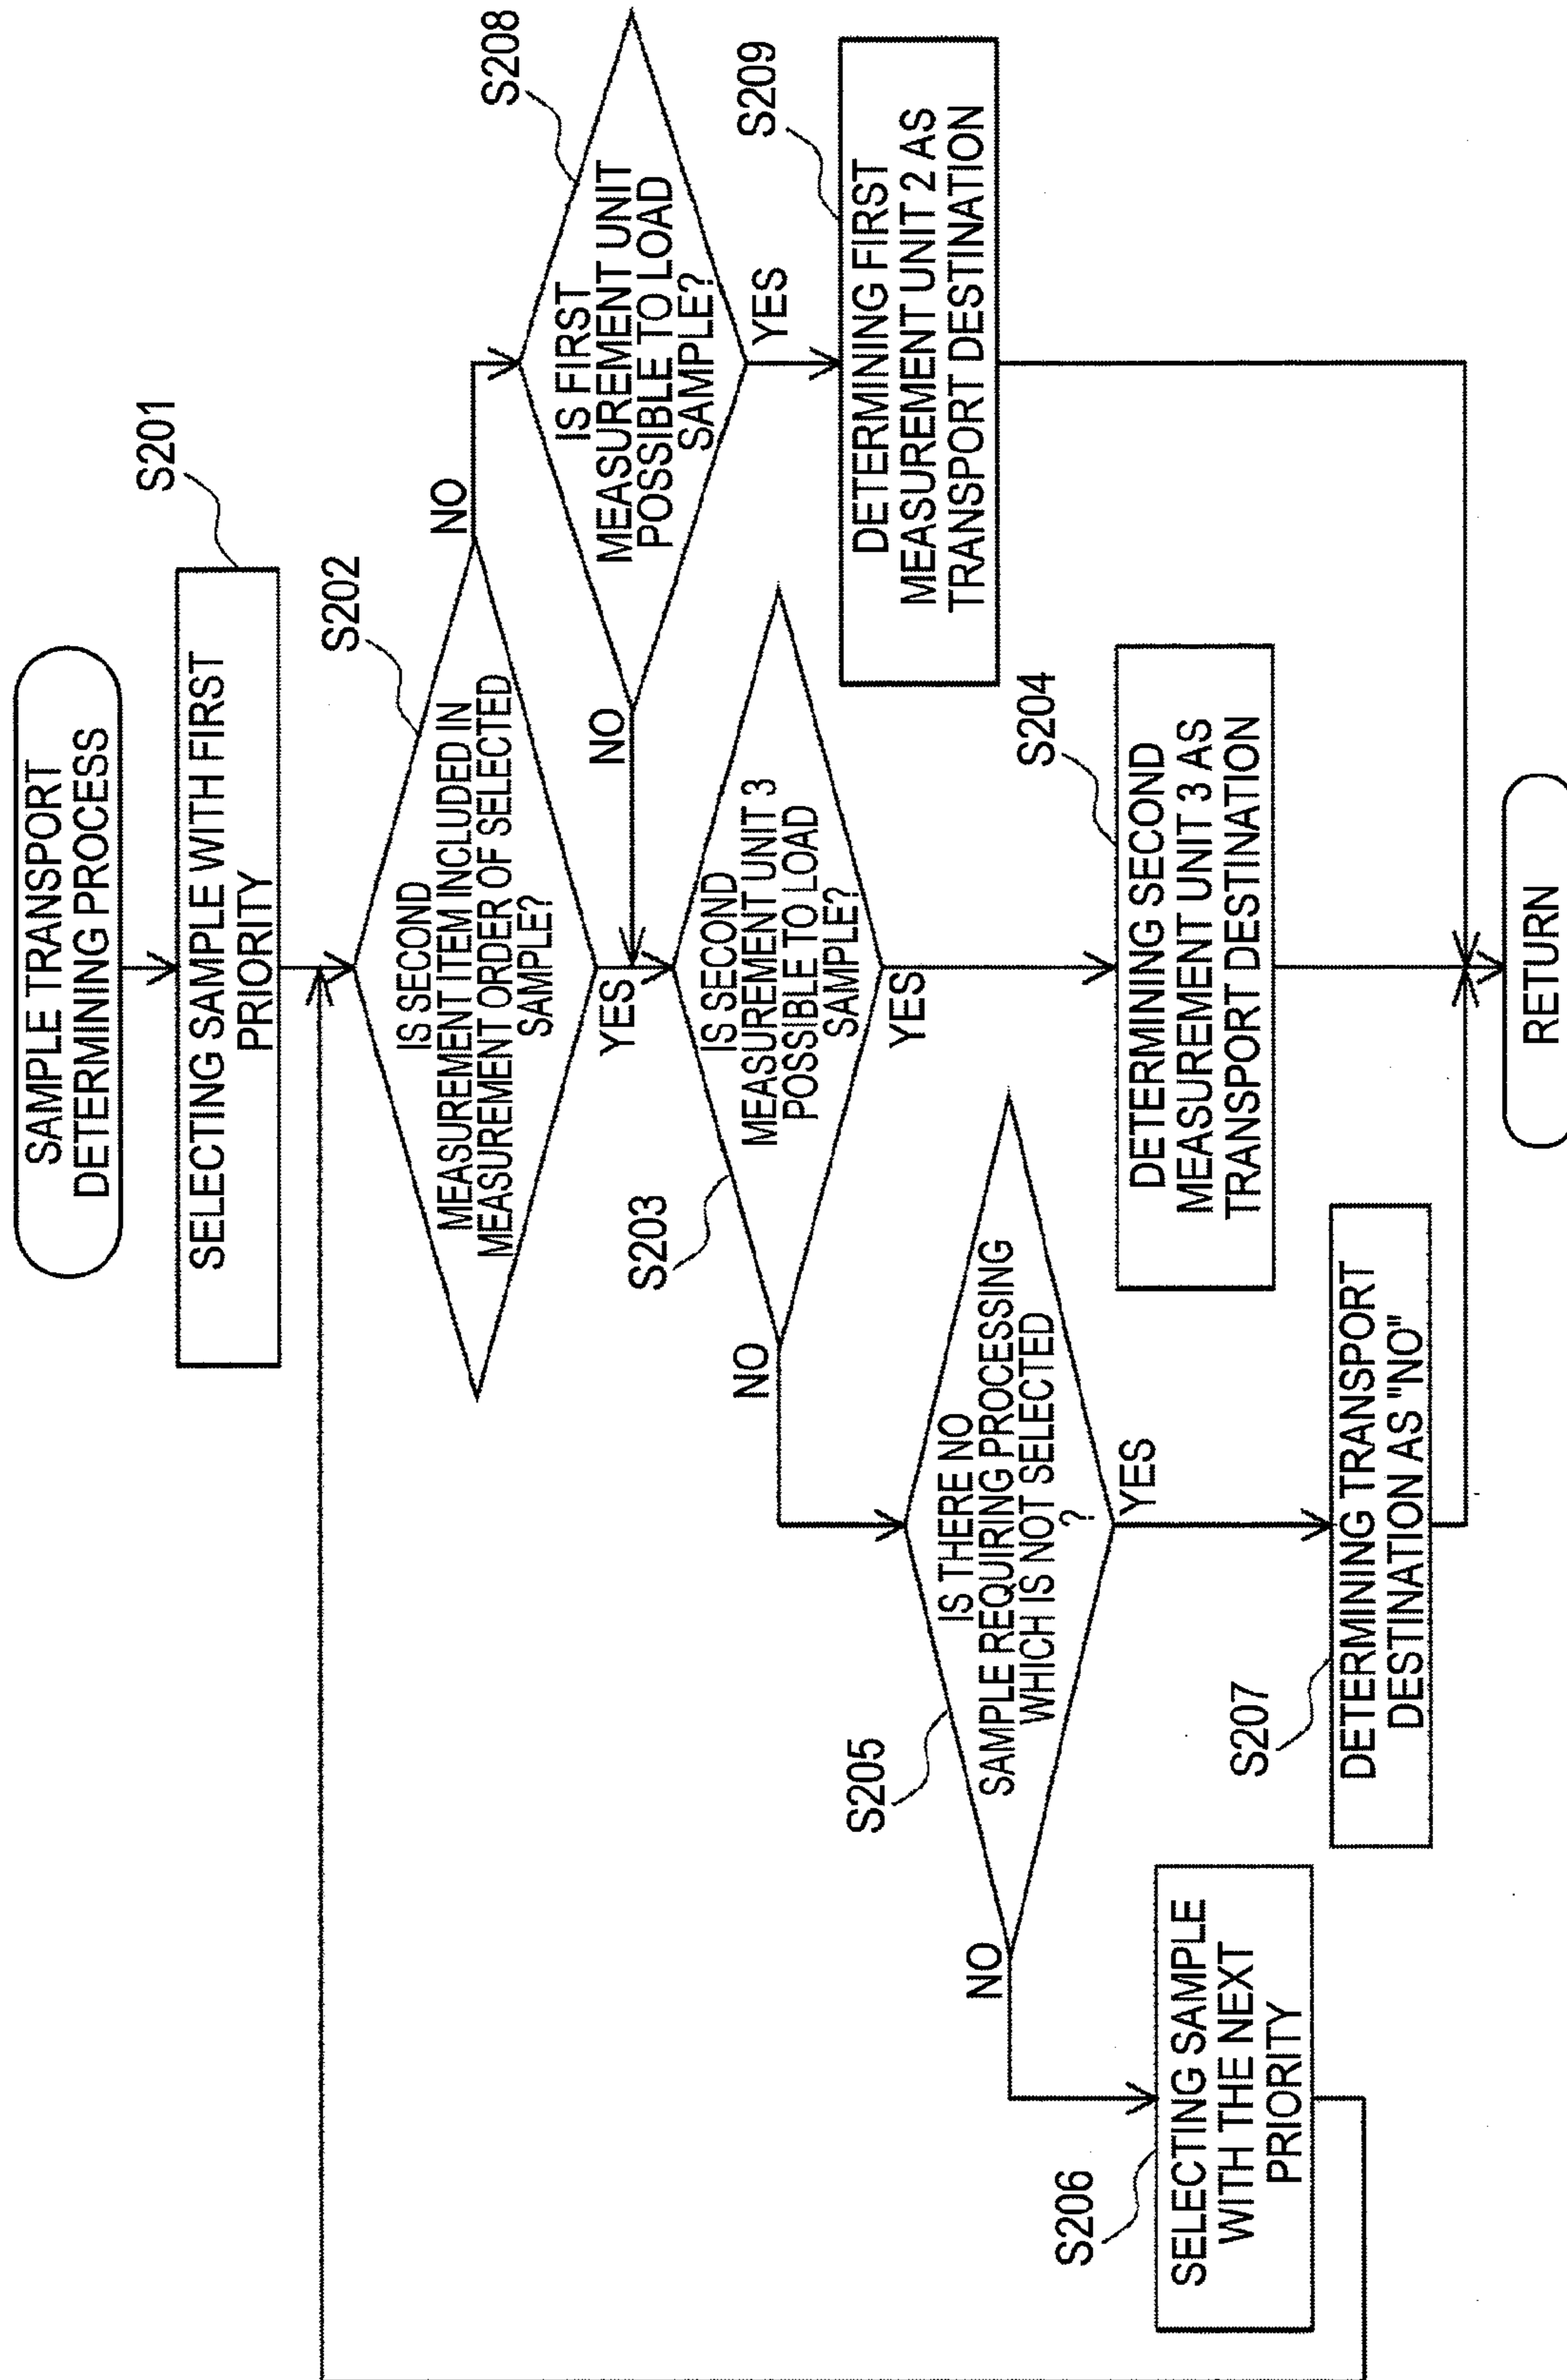 SAMPLE TRANSPORT
DETERMINING PROCESS
S201
SELECTING SAMPLE WITH FIRST
PRIORITY
S202
IS SECOND
MEASUREMENT ITEM INCLUDED IN
MEASUREMENT ORDER OF SELECTED
SAMPLE?
NO
YES
S208
IS FIRST
MEASUREMENT UNIT
POSSIBLE TO LOAD
SAMPLE?
NO
YES
S203
IS SECOND
MEASUREMENT UNIT 3
POSSIBLE TO LOAD
SAMPLE?
NO
YES
S209
DETERMINING FIRST
MEASUREMENT UNIT 2 AS
TRANSPORT DESTINATION
S205
IS THERE NO
SAMPLE REQUIRING PROCESSING
WHICH IS NOT SELECTED
?
NO
YES
S204
DETERMINING SECOND
MEASUREMENT UNIT 3 AS
TRANSPORT DESTINATION
S206
SELECTING SAMPLE
WITH THE NEXT
PRIORITY
S207
DETERMINING TRANSPORT
DESTINATION AS "NO"
RETURN